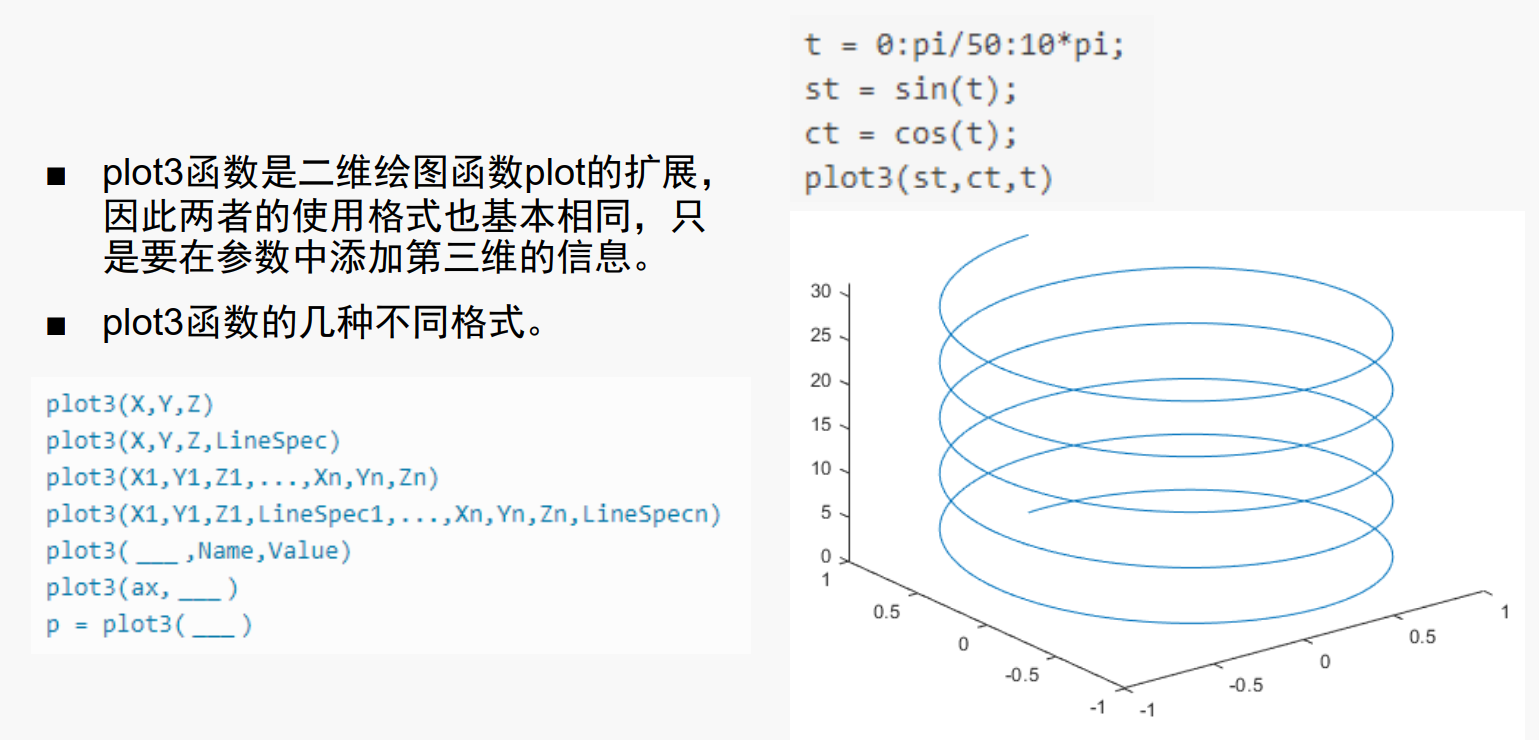 ■ plot3函数是二维绘图函数plot的扩展，
因此两者的使用格式也基本相同，只
是要在参数中添加第三维的信息。
■ plot3函数的几种不同格式。
plot3(X,Y,Z)
plot3(X,Y,Z,LineSpec)
plot3(X1,Y1,Z1,...,Xn,Yn,Zn)
plot3(X1,Y1,Z1,LineSpec1,...,Xn,Yn,Zn,LineSpecn)
plot3( ___ ,Name,Value)
plot3(ax, ___ )
p = plot3( ___ )
t = 0:pi/50:10*pi;
st = sin(t);
ct = cos(t);
plot3(st,ct,t)
30
25
20
15
10
5
0
1
0.5
0
-0.5
-1
-1
-0.5
0
0.5
1